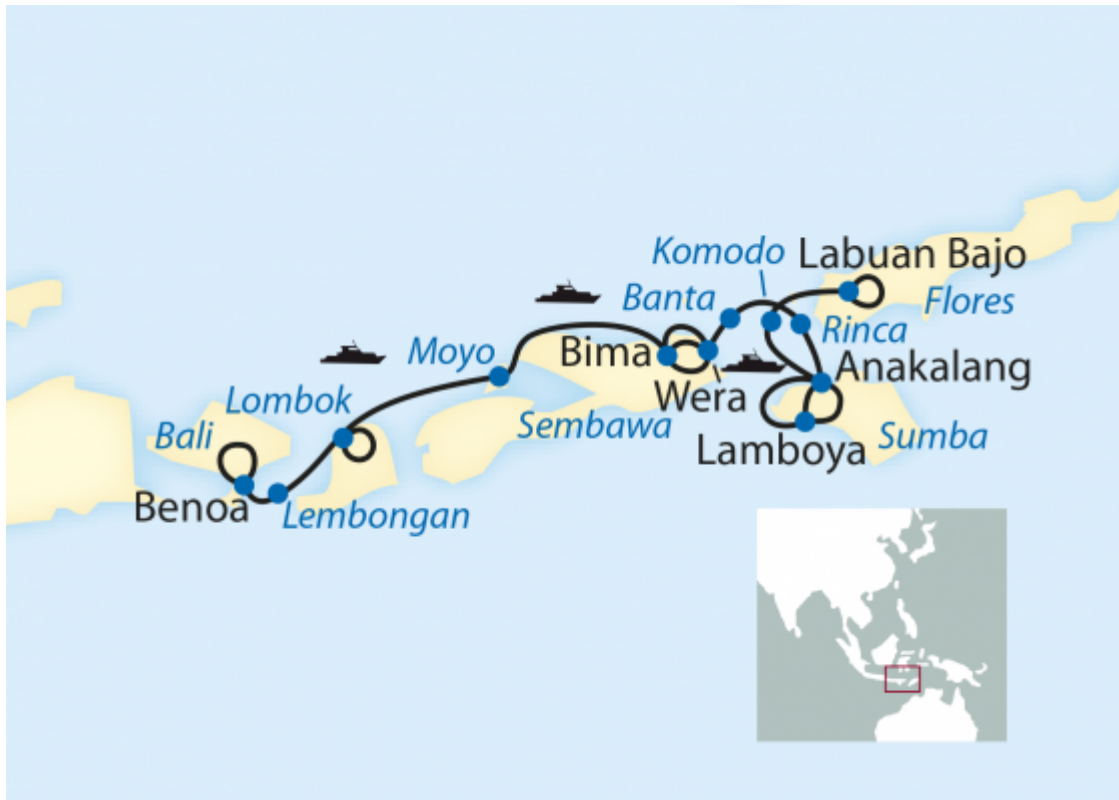 Komodo
Labuan Bajo
Banta
Flores
Rinca
Moyo
Bima
Anakalang
Wera
Lombok
Sembawa
Bali
Sumba
Lamboya
Benoa
Lembongan